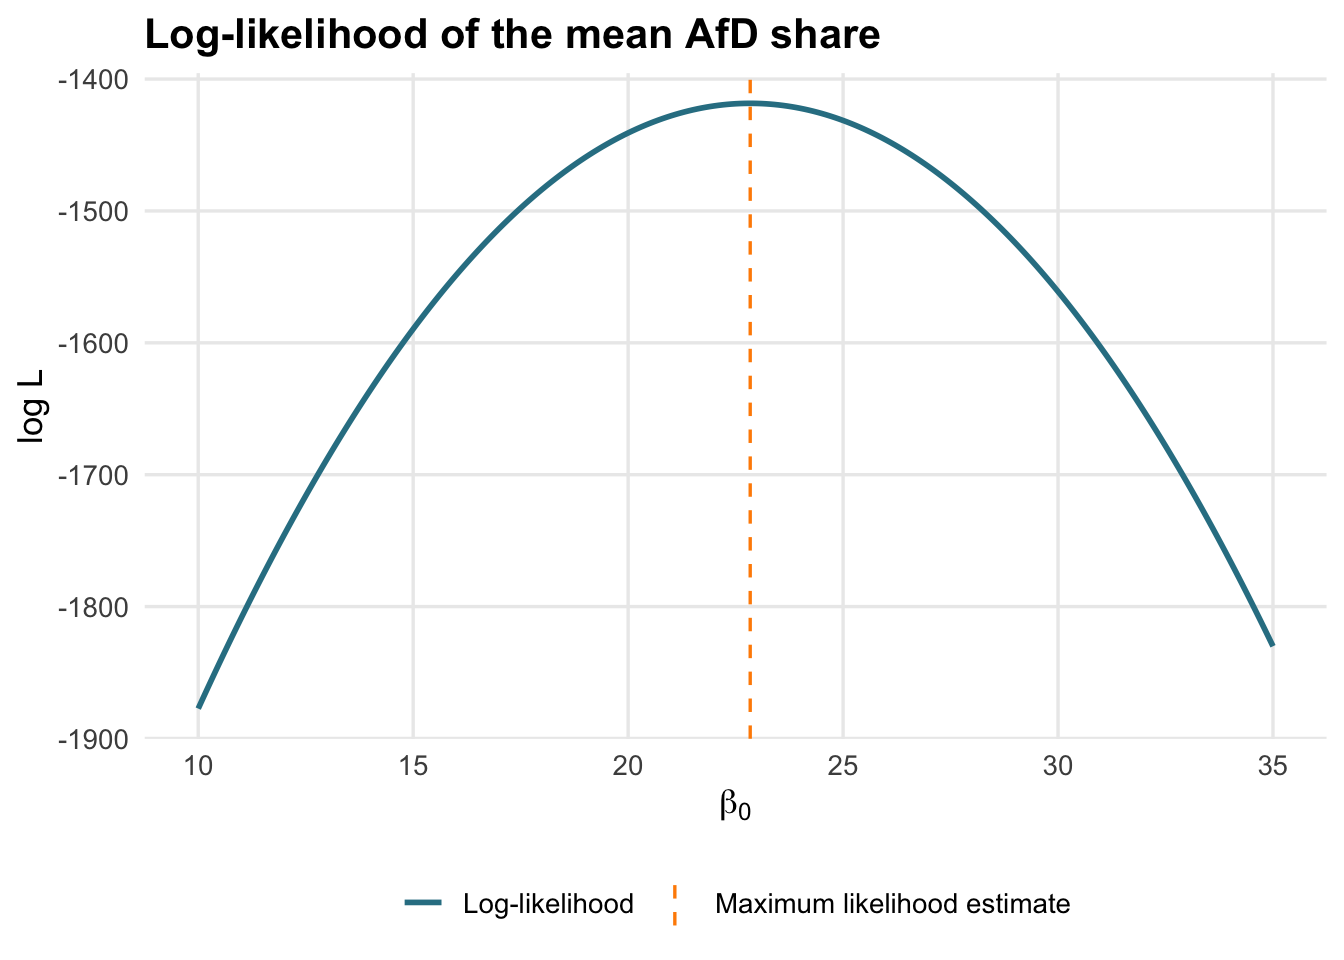 Log-likelihood of the mean AfD share
log L
-1400
-1500
-1600
-1700
-1800
-1900
10 15 20 25 30 35
β₀
Log-likelihood Maximum likelihood estimate